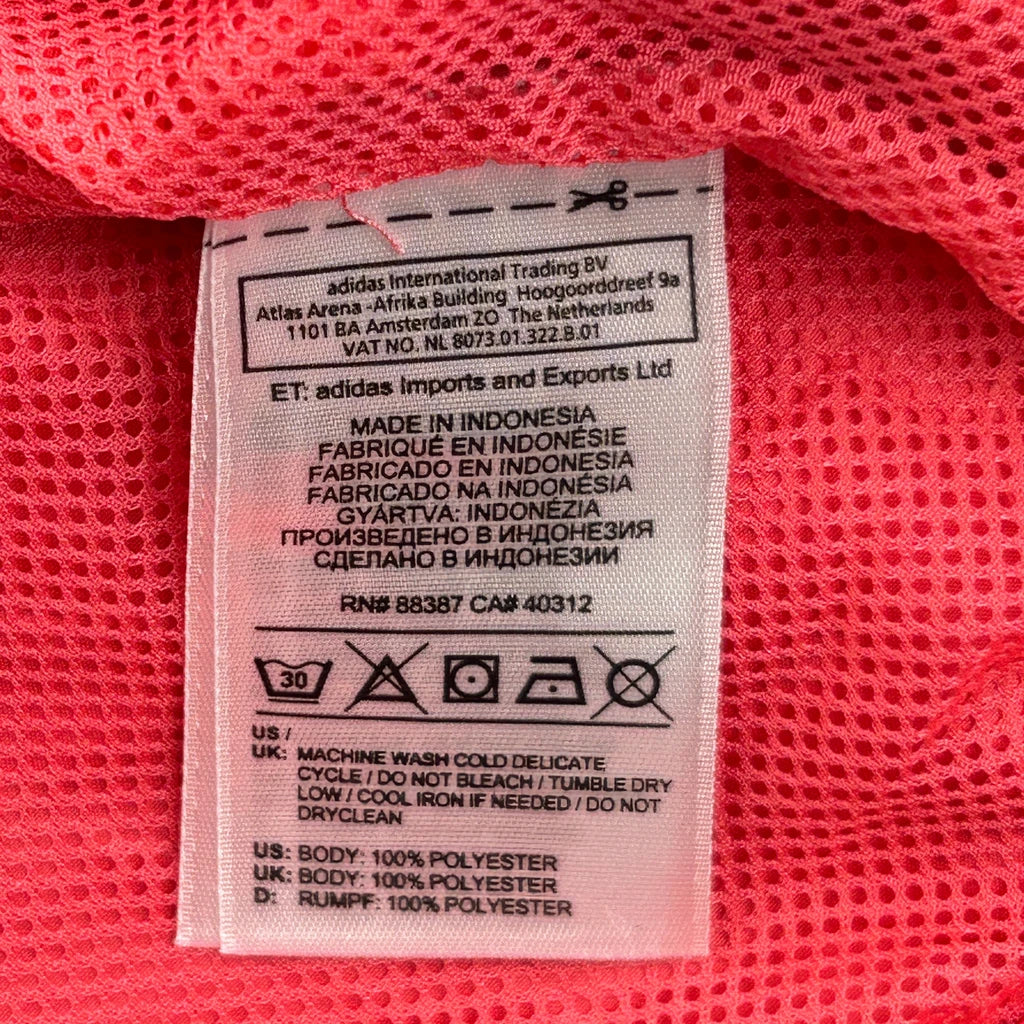 adidas International Trading BV
Atlas Arena -Afrika Building Hoogoorddreef 9a
1101 BA Amsterdam ZO The Netherlands
VAT NO. NL 8073.01.322.B.01
ET: adidas Imports and Exports Ltd
MADE IN INDONESIA
FABRIQUÉ EN INDONÉSIE
FABRICADO EN INDONESIA
FABRICADO NA INDONÉSIA
GYÁRTVA: INDONÉZIA
ПРОИЗВЕДЕНО В ИНДОНЕЗИЯ
СДЕЛАНО В ИНДОНЕЗИИ
RN# 88387 CA# 40312
30
US /
UK: MACHINE WASH COLD DELICATE
CYCLE / DO NOT BLEACH / TUMBLE DRY
LOW / COOL IRON IF NEEDED / DO NOT
DRYCLEAN
US: BODY: 100% POLYESTER
UK: BODY: 100% POLYESTER
D: RUMPF: 100% POLYESTER